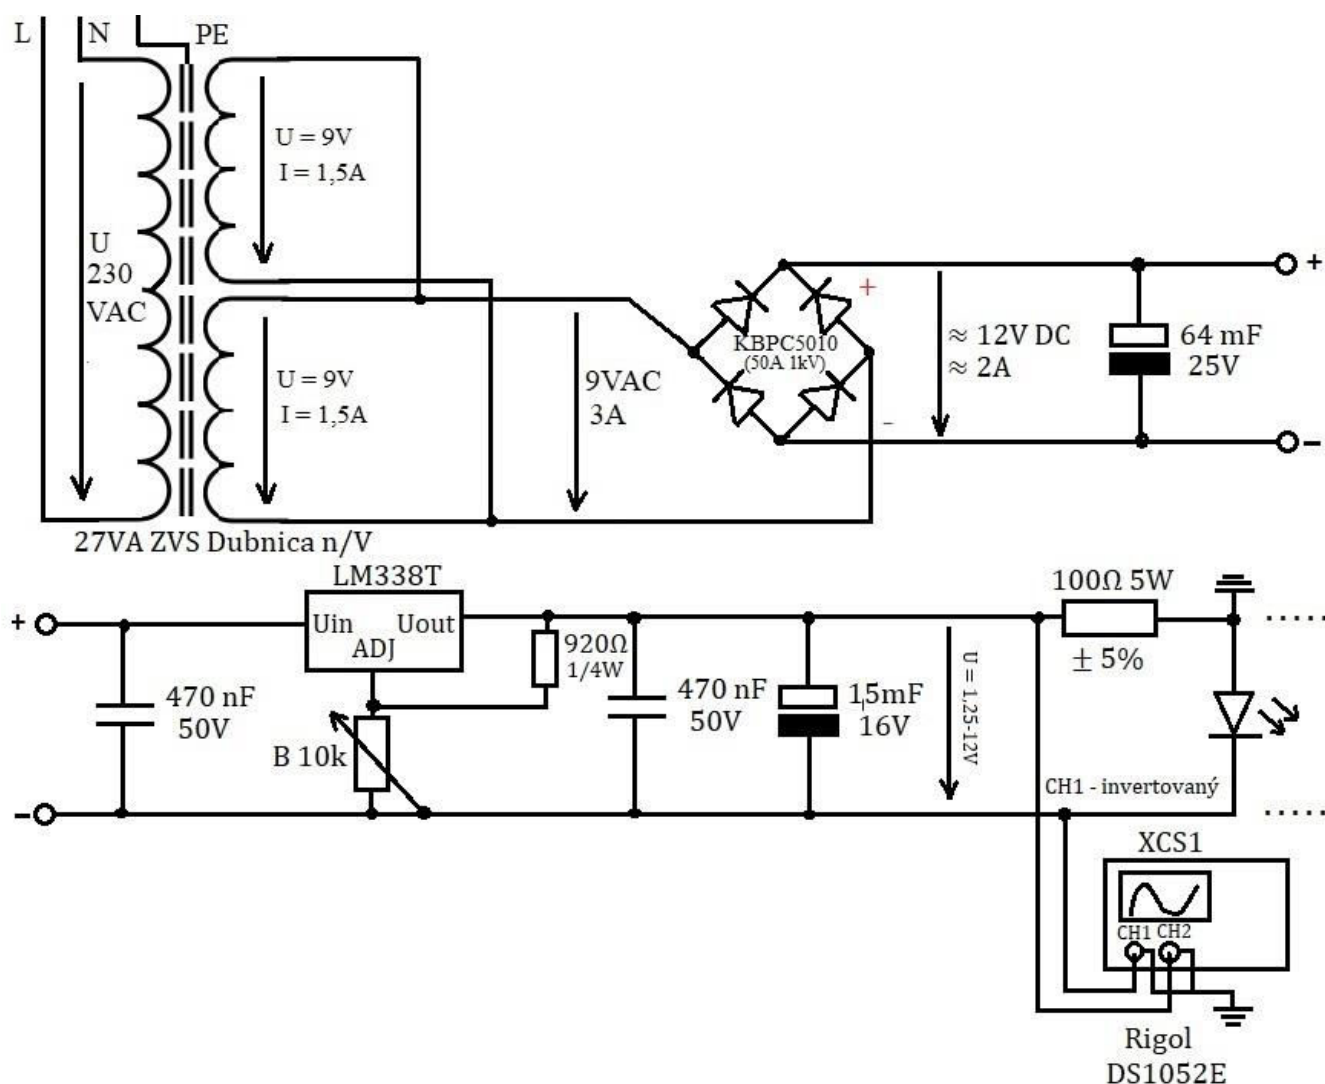 L N PE
U = 9V
I = 1,5A
U
230
VAC
U = 9V
I = 1,5A
9VAC
3A
+
KBPC5010
(50A 1kV)
-
≈ 12V DC
≈ 2A
64 mF
25V
+
-
27VA ZVS Dubnica n/V
LM338T
+
Uin Uout
ADJ
920Ω
1/4W
470 nF
50V
B 10k
470 nF
50V
1,5mF
16V
U = 1,25-12V
100Ω 5W
± 5%
.....
-
CH1 - invertovaný
.....
XCS1
CH1 CH2
Rigol
DS1052E